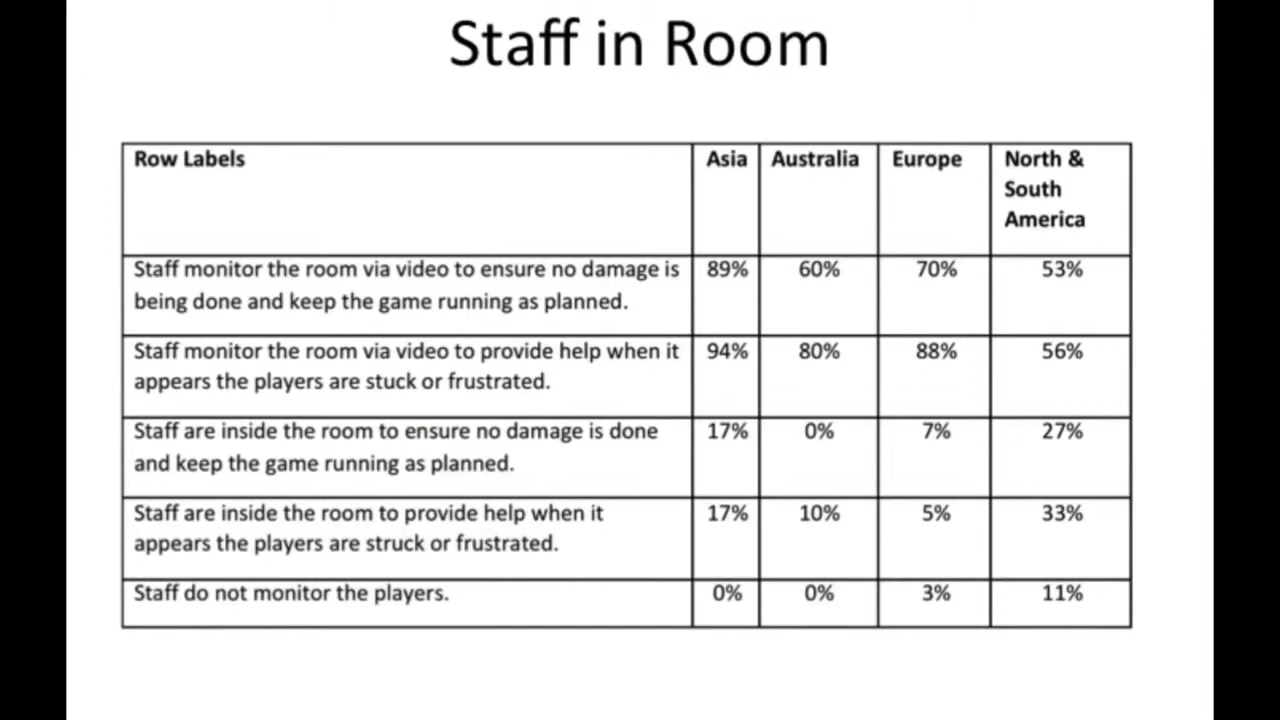 Staff in Room
Row Labels Asia Australia Europe North &
South
America
Staff monitor the room via video to ensure no damage is 89% 60% 70% 53%
being done and keep the game running as planned.
Staff monitor the room via video to provide help when it 94% 80% 88% 56%
appears the players are stuck or frustrated.
Staff are inside the room to ensure no damage is done 17% 0% 7% 27%
and keep the game running as planned.
Staff are inside the room to provide help when it 17% 10% 5% 33%
appears the players are struck or frustrated.
Staff do not monitor the players. 0% 0% 3% 11%